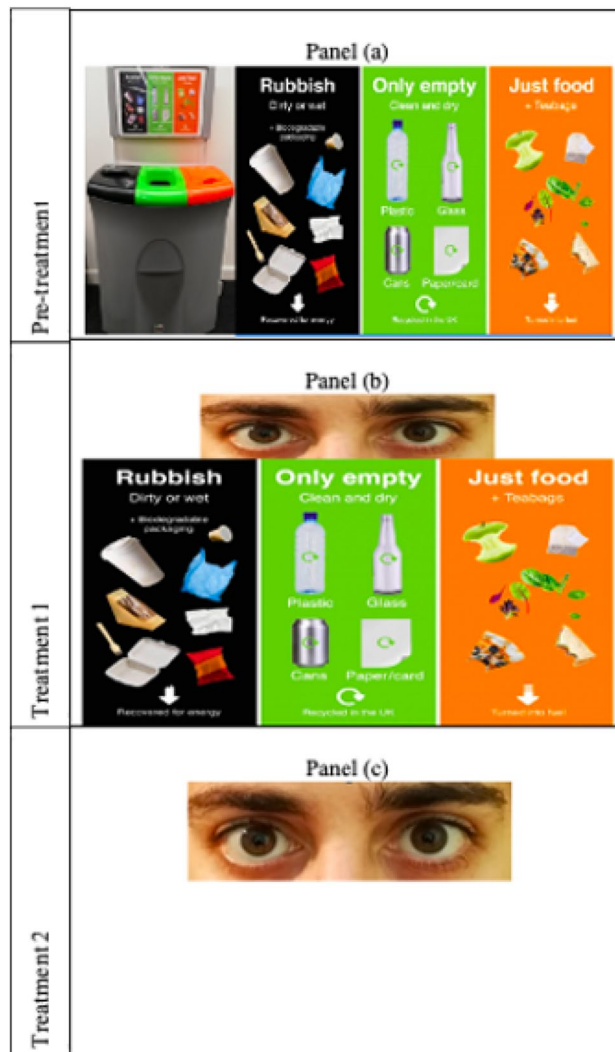 Pre-treatment
Panel (a)
Rubbish
Dirty or wet
+ Biodegradable
packaging
Recovered for energy
Only empty
Clean and dry
Plastic
Glass
Cans
Paper/card
Recycled in the UK
Just food
+ Teabags
Treatment 1
Panel (b)
Rubbish
Dirty or wet
+ Biodegradable
packaging
Recovered for energy
Only empty
Clean and dry
Plastic
Glass
Cans
Paper/card
Recycled in the UK
Just food
+ Teabags
Turned into fuel
Treatment 2
Panel (c)